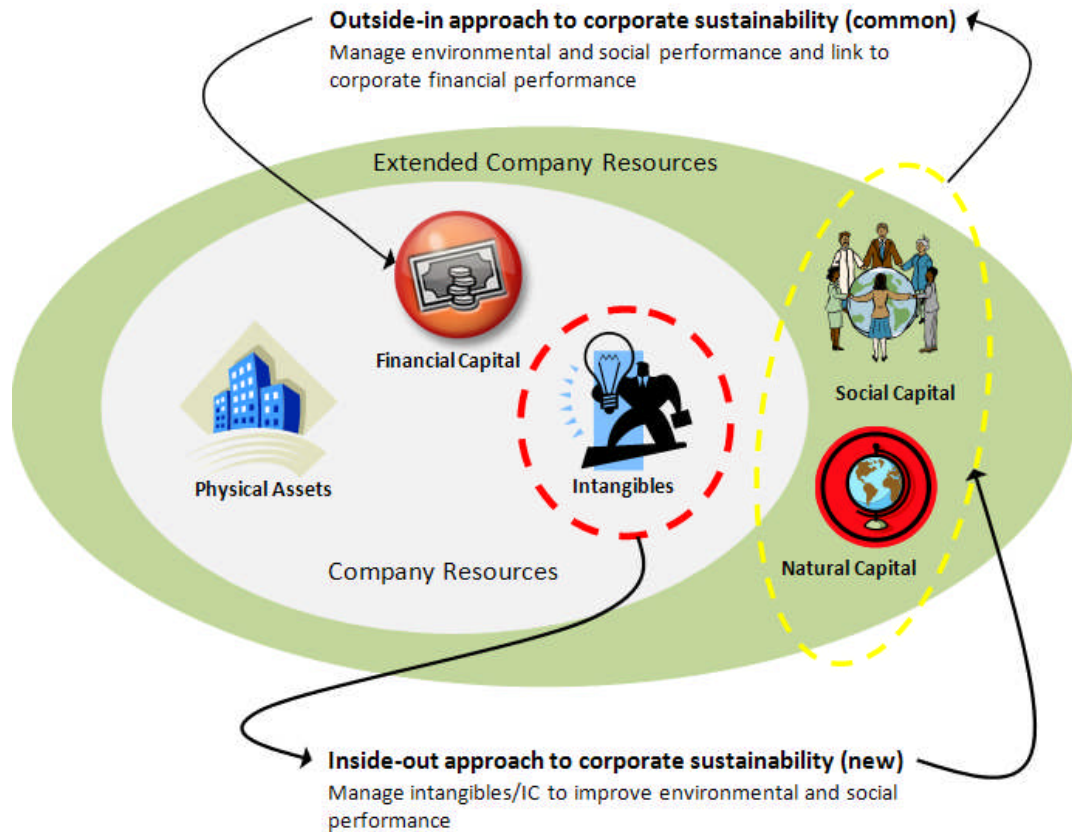 Outside-in approach to corporate sustainability (common)
Manage environmental and social performance and link to
corporate financial performance
Extended Company Resources
Financial Capital
Social Capital
Physical Assets
Intangibles
Natural Capital
Company Resources
Inside-out approach to corporate sustainability (new)
Manage intangibles/IC to improve environmental and social
performance